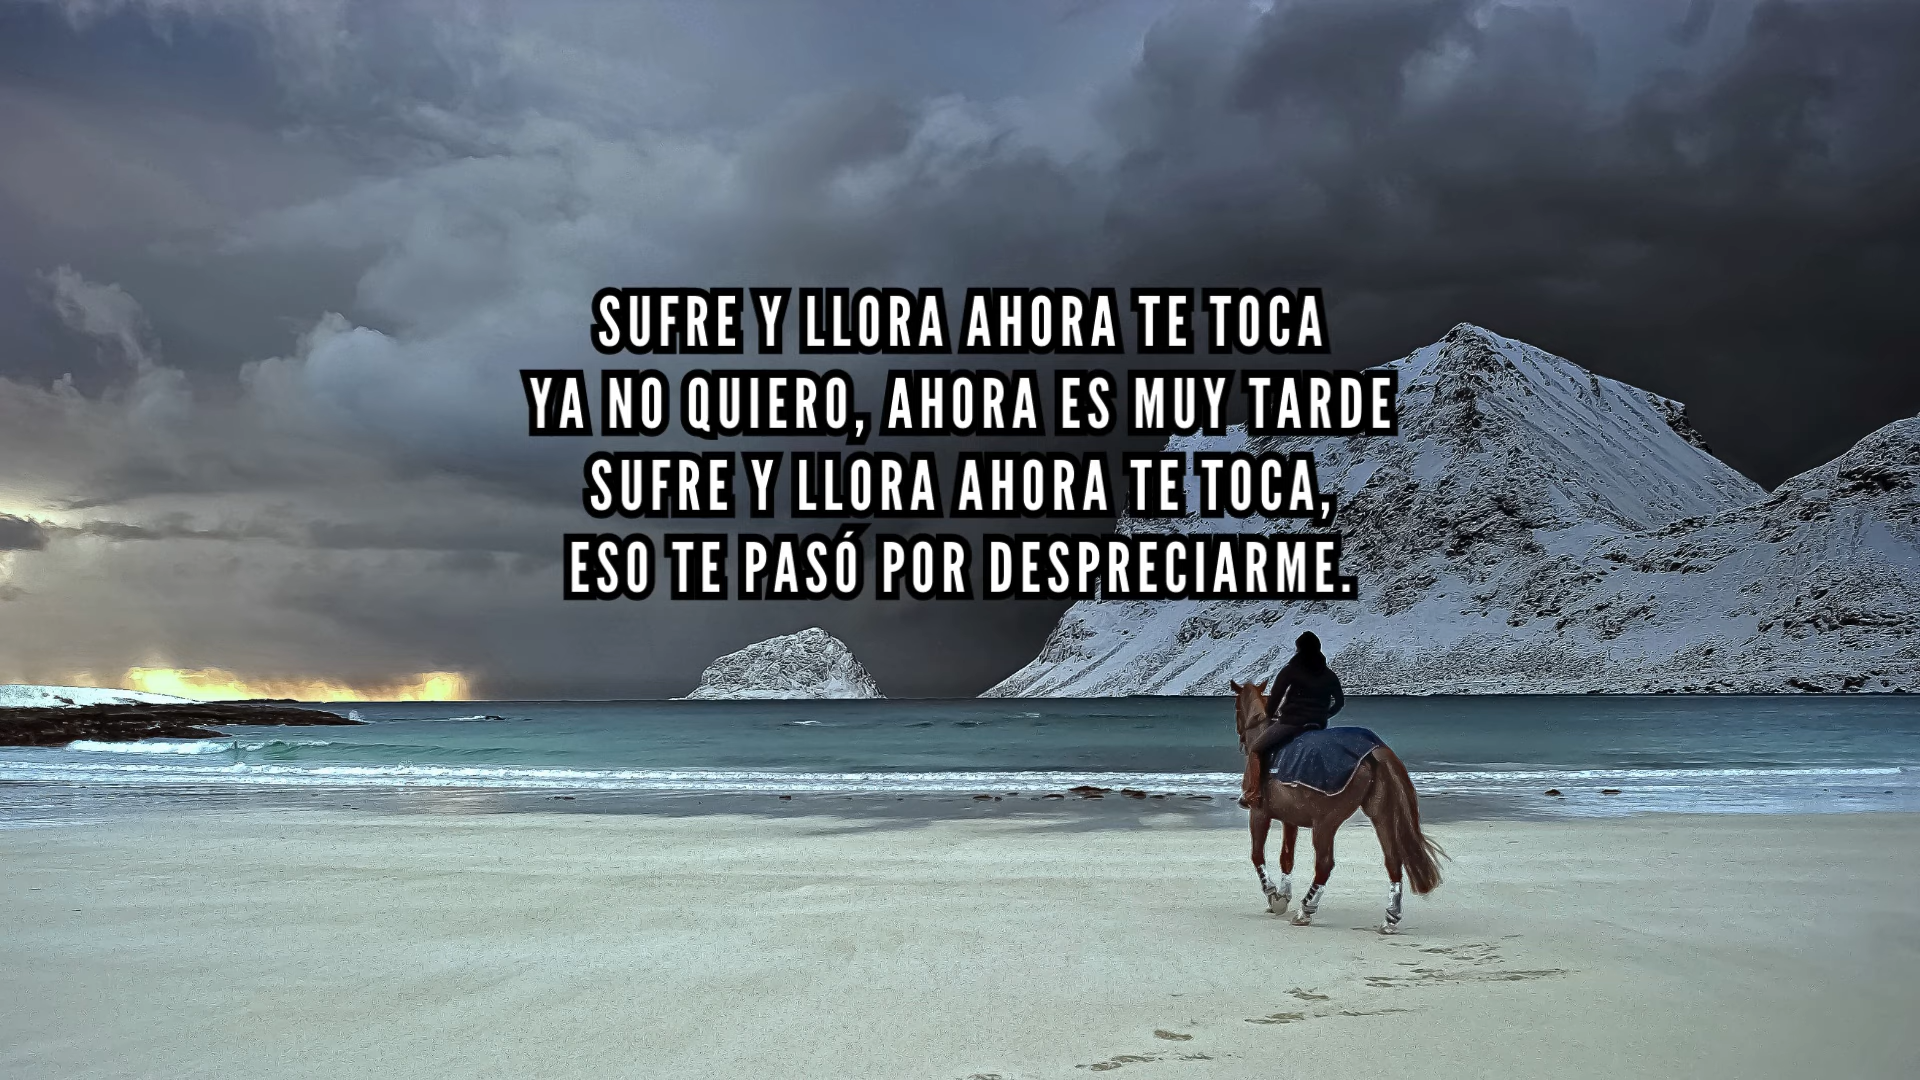 SUFRE Y LLORA AHORA TE TOCA
YA NO QUIERO, AHORA ES MUY TARDE
SUFRE Y LLORA AHORA TE TOCA,
ESO TE PASÓ POR DESPRECIARME.